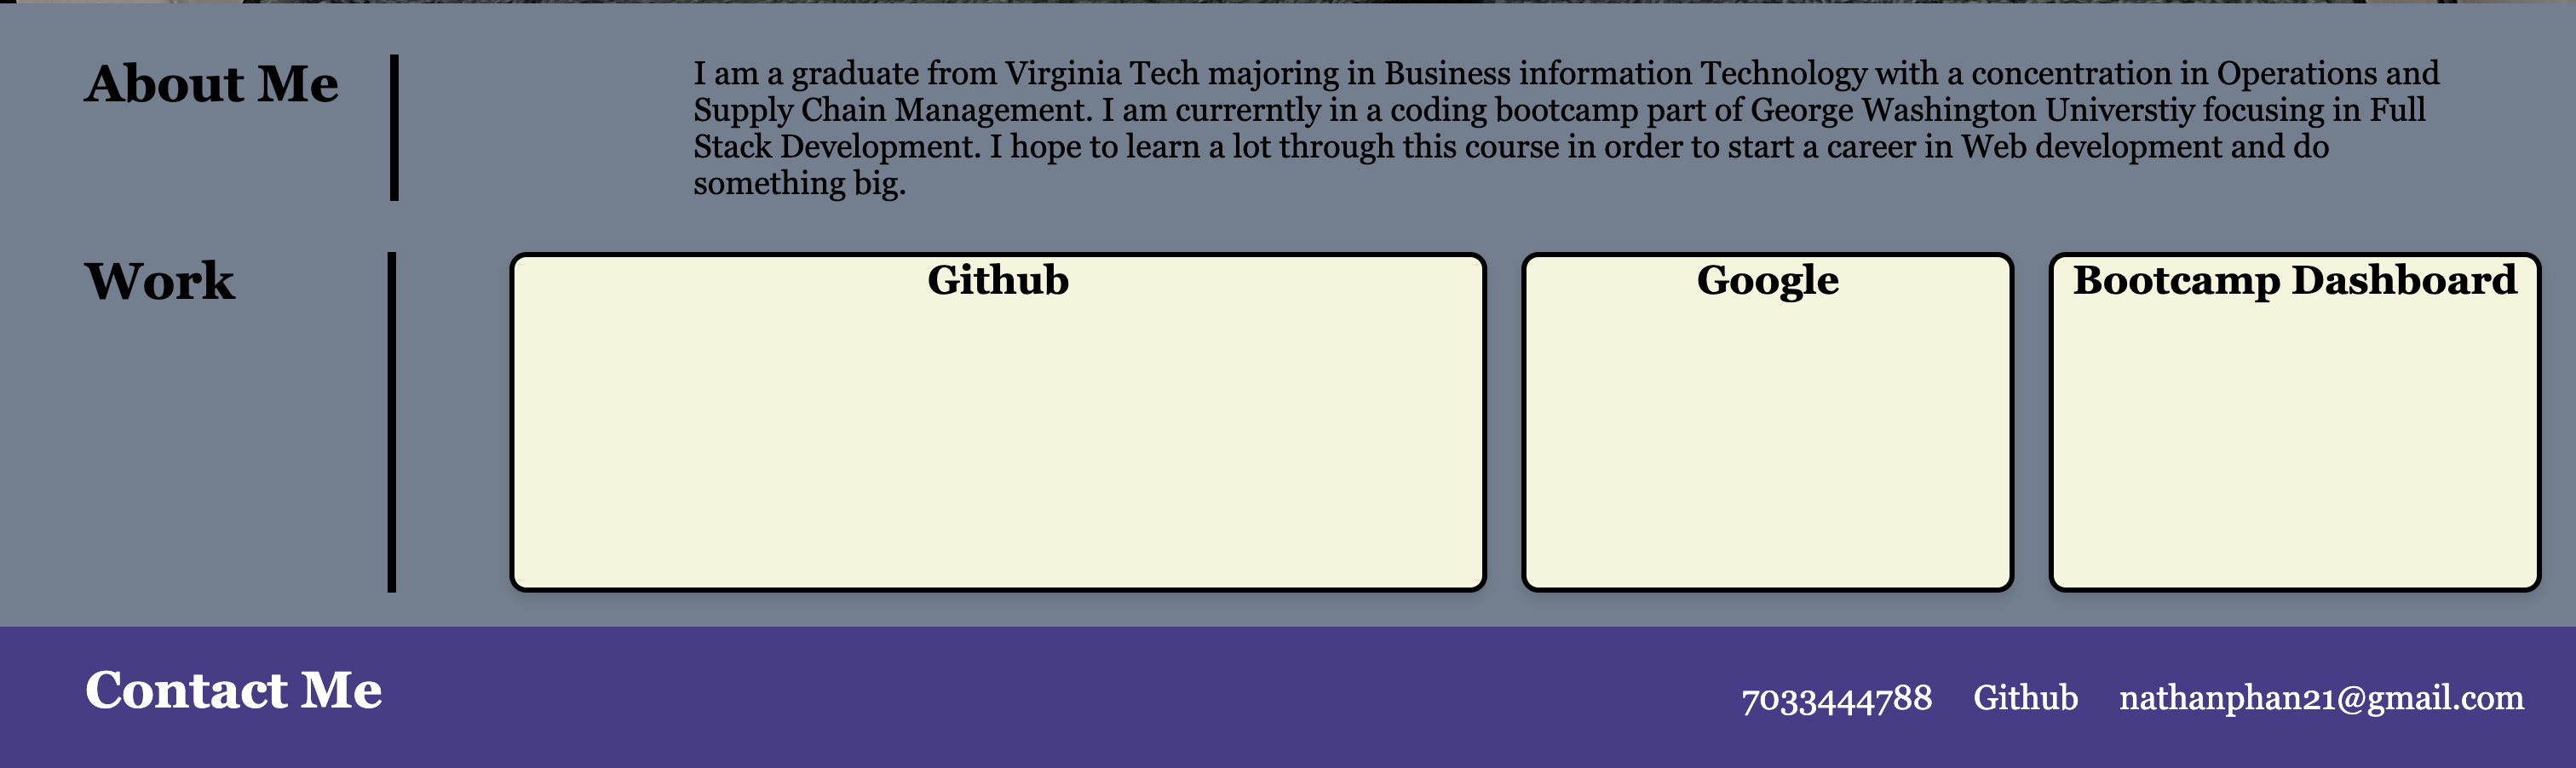 About Me
I am a graduate from Virginia Tech majoring in Business information Technology with a concentration in Operations and
Supply Chain Management. I am currerntly in a coding bootcamp part of George Washington Universtiy focusing in Full
Stack Development. I hope to learn a lot through this course in order to start a career in Web development and do
something big.
Work
Github
Google
Bootcamp Dashboard
Contact Me
7033444788
Github
nathanphan21@gmail.com